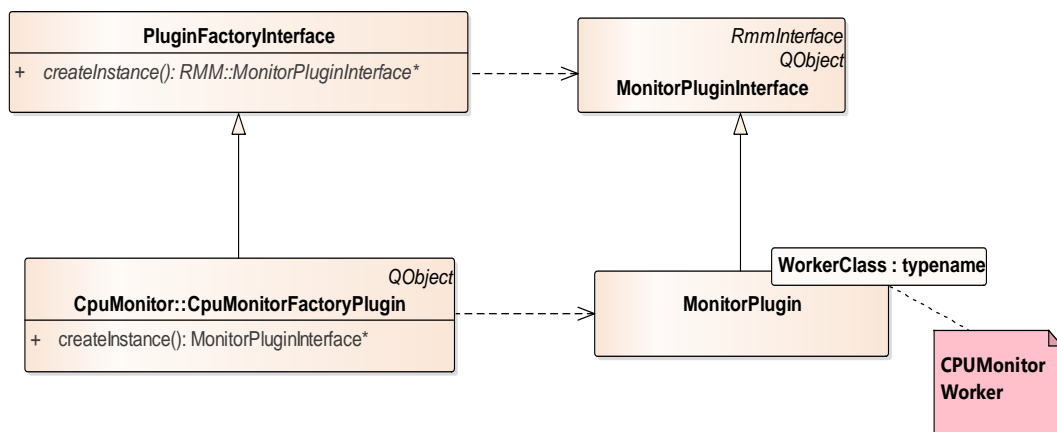 PluginFactoryInterface
+ createInstance(): RMM::MonitorPluginInterface*
RmmInterface
QObject
MonitorPluginInterface
QObject
CpuMonitor::CpuMonitorFactoryPlugin
+ createInstance(): MonitorPluginInterface*
WorkerClass : typename
MonitorPlugin
CPUMonitor
Worker